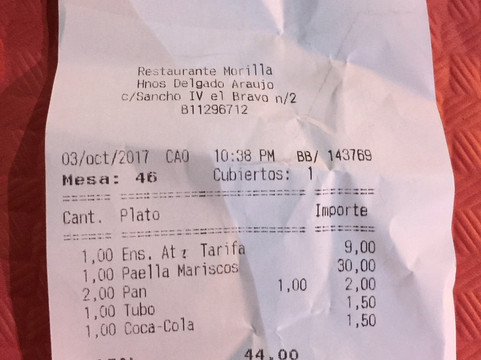 Restaurante Morilla
Hnos Delgado Araujo
c/Sancho IV el Bravo n/2
B11296712
03/oct/2017 CAO 10:38 PM BB/ 143769
Mesa: 46 Cubiertos: 1
Cant. Plato Importe
1,00 Ens. At Tarifa 9,00
1,00 Paella Mariscos 30,00
2,00 Pan 1,00 2,00
1,00 Tubo 1,50
1,00 Coca-Cola 1,50
44,00